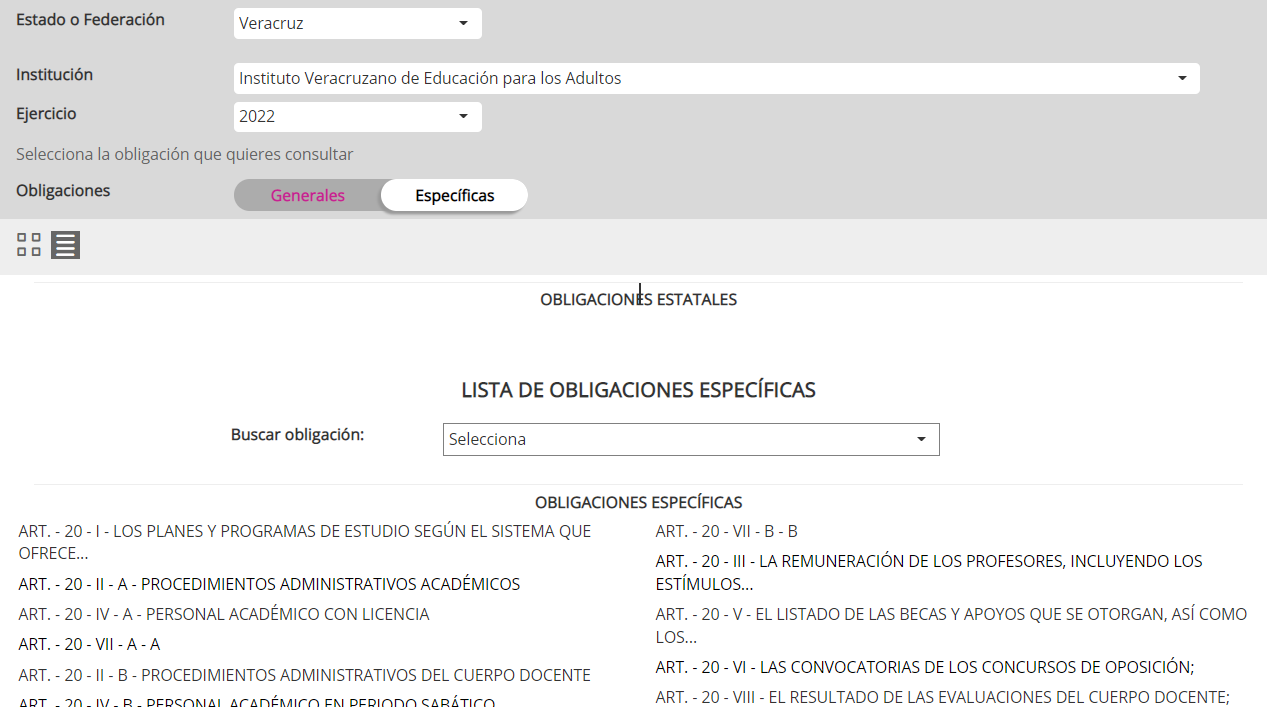 Estado o Federación
Veracruz
Institución
Instituto Veracruzano de Educación para los Adultos
Ejercicio
2022
Selecciona la obligación que quieres consultar
Obligaciones
Generales
Específicas
OBLIGACIONES ESTATALES
LISTA DE OBLIGACIONES ESPECÍFICAS
Buscar obligación:
Selecciona
OBLIGACIONES ESPECÍFICAS
ART. - 20 - I - LOS PLANES Y PROGRAMAS DE ESTUDIO SEGÚN EL SISTEMA QUE
OFRECE...
ART. - 20 - II - A - PROCEDIMIENTOS ADMINISTRATIVOS ACADÉMICOS
ART. - 20 - IV - A - PERSONAL ACADÉMICO CON LICENCIA
ART. - 20 - VII - A - A
ART. - 20 - II - B - PROCEDIMIENTOS ADMINISTRATIVOS DEL CUERPO DOCENTE
ART. - 20 - IV - B - PERSONAL ACADÉMICO EN PERIODO SABÁTICO
ART. - 20 - VII - B - B
ART. - 20 - III - LA REMUNERACIÓN DE LOS PROFESORES, INCLUYENDO LOS
ESTÍMULOS...
ART. - 20 - V - EL LISTADO DE LAS BECAS Y APOYOS QUE SE OTORGAN, ASÍ COMO
LOS...
ART. - 20 - VI - LAS CONVOCATORIAS DE LOS CONCURSOS DE OPOSICIÓN;
ART. - 20 - VIII - EL RESULTADO DE LAS EVALUACIONES DEL CUERPO DOCENTE;